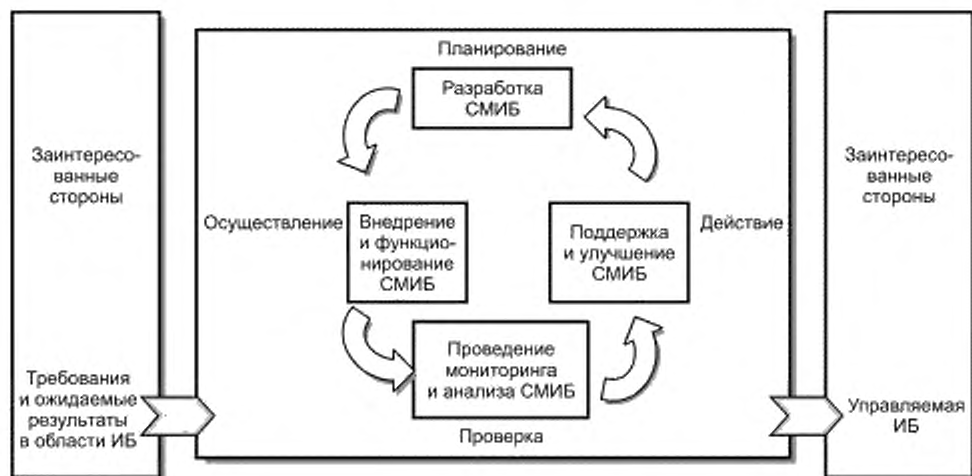 Заинтересо-
ванные
стороны
Требования
и ожидаемые
результаты
в области ИБ
Планирование
Разработка
СМИБ
Осуществление
Внедрение
и функцио-
нирование
СМИБ
Поддержка
и улучшение
СМИБ
Действие
Проведение
мониторинга
и анализа СМИБ
Проверка
Заинтересо-
ванные
стороны
Управляемая
ИБ